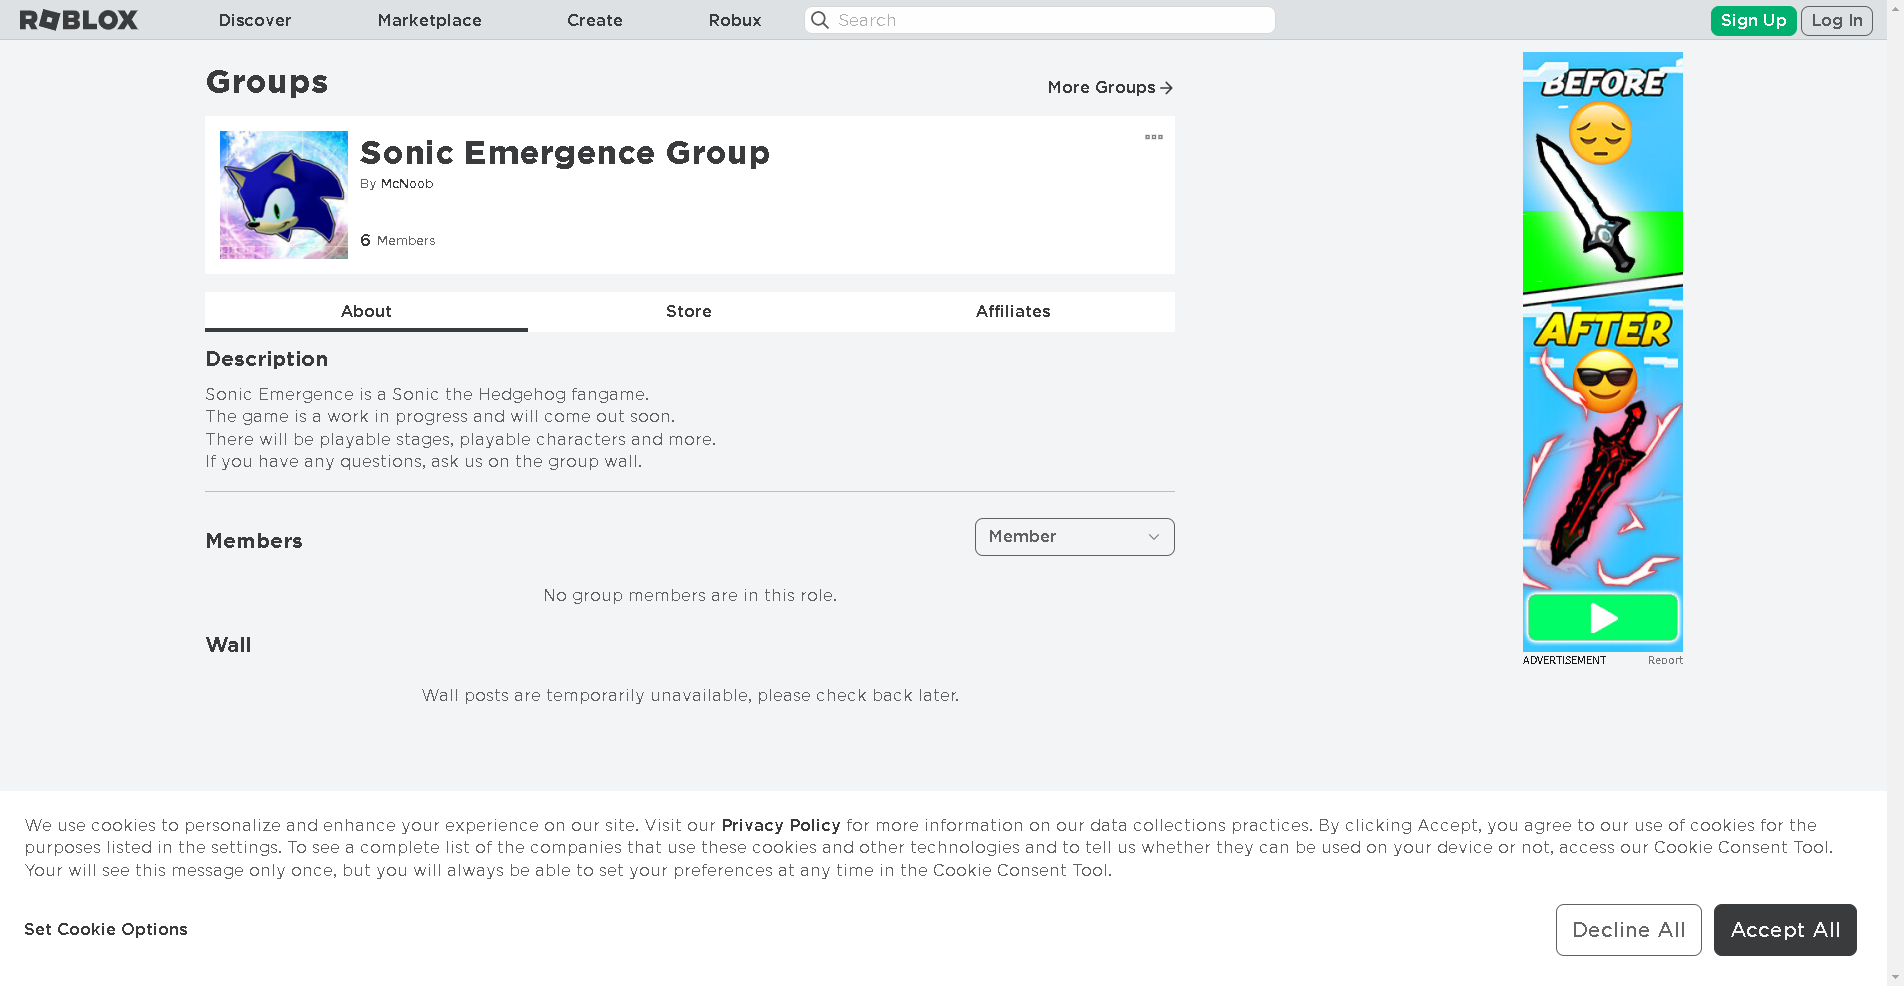 ROBLOX
Discover
Marketplace
Create
Robux
Search
Sign Up
Log In
Groups
More Groups
Sonic Emergence Group
By McNoob
6 Members
About
Store
Affiliates
Description
Sonic Emergence is a Sonic the Hedgehog fangame.
The game is a work in progress and will come out soon.
There will be playable stages, playable characters and more.
If you have any questions, ask us on the group wall.
Members
Member
No group members are in this role.
Wall
Wall posts are temporarily unavailable, please check back later.
BEFORE
AFTER
ADVERTISEMENT
Report
We use cookies to personalize and enhance your experience on our site. Visit our Privacy Policy for more information on our data collections practices. By clicking Accept, you agree to our use of cookies for the
purposes listed in the settings. To see a complete list of the companies that use these cookies and other technologies and to tell us whether they can be used on your device or not, access our Cookie Consent Tool.
Your will see this message only once, but you will always be able to set your preferences at any time in the Cookie Consent Tool.
Set Cookie Options
Decline All
Accept All